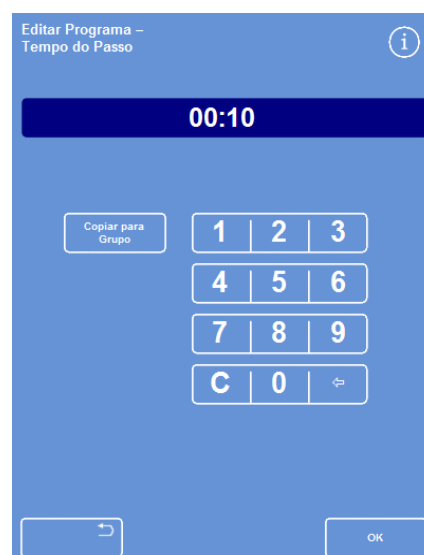 Editar Programa –
Tempo do Passo
i
00:10
Copiar para
Grupo
1 2 3
4 5 6
7 8 9
C 0 ⇦
OK